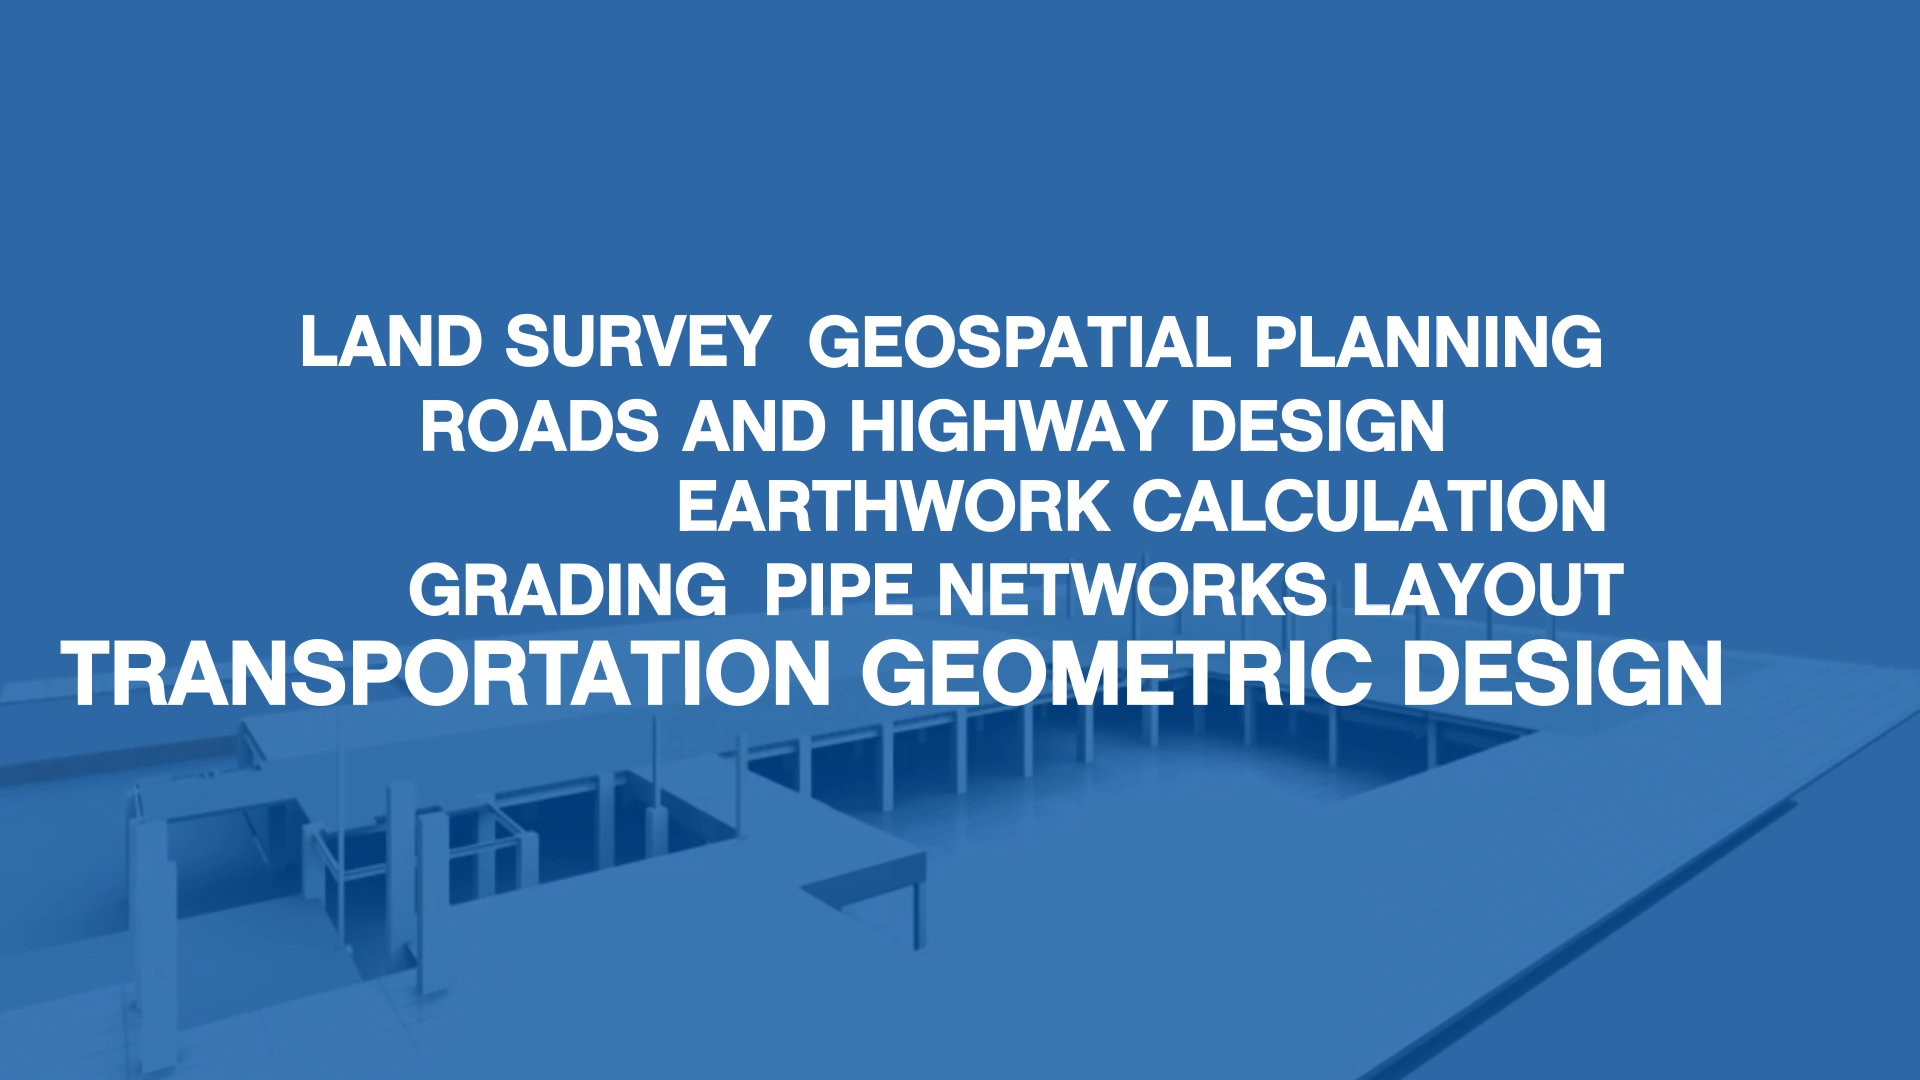 LAND SURVEY GEOSPATIAL PLANNING
ROADS AND HIGHWAY DESIGN
EARTHWORK CALCULATION
GRADING PIPE NETWORKS LAYOUT
TRANSPORTATION GEOMETRIC DESIGN